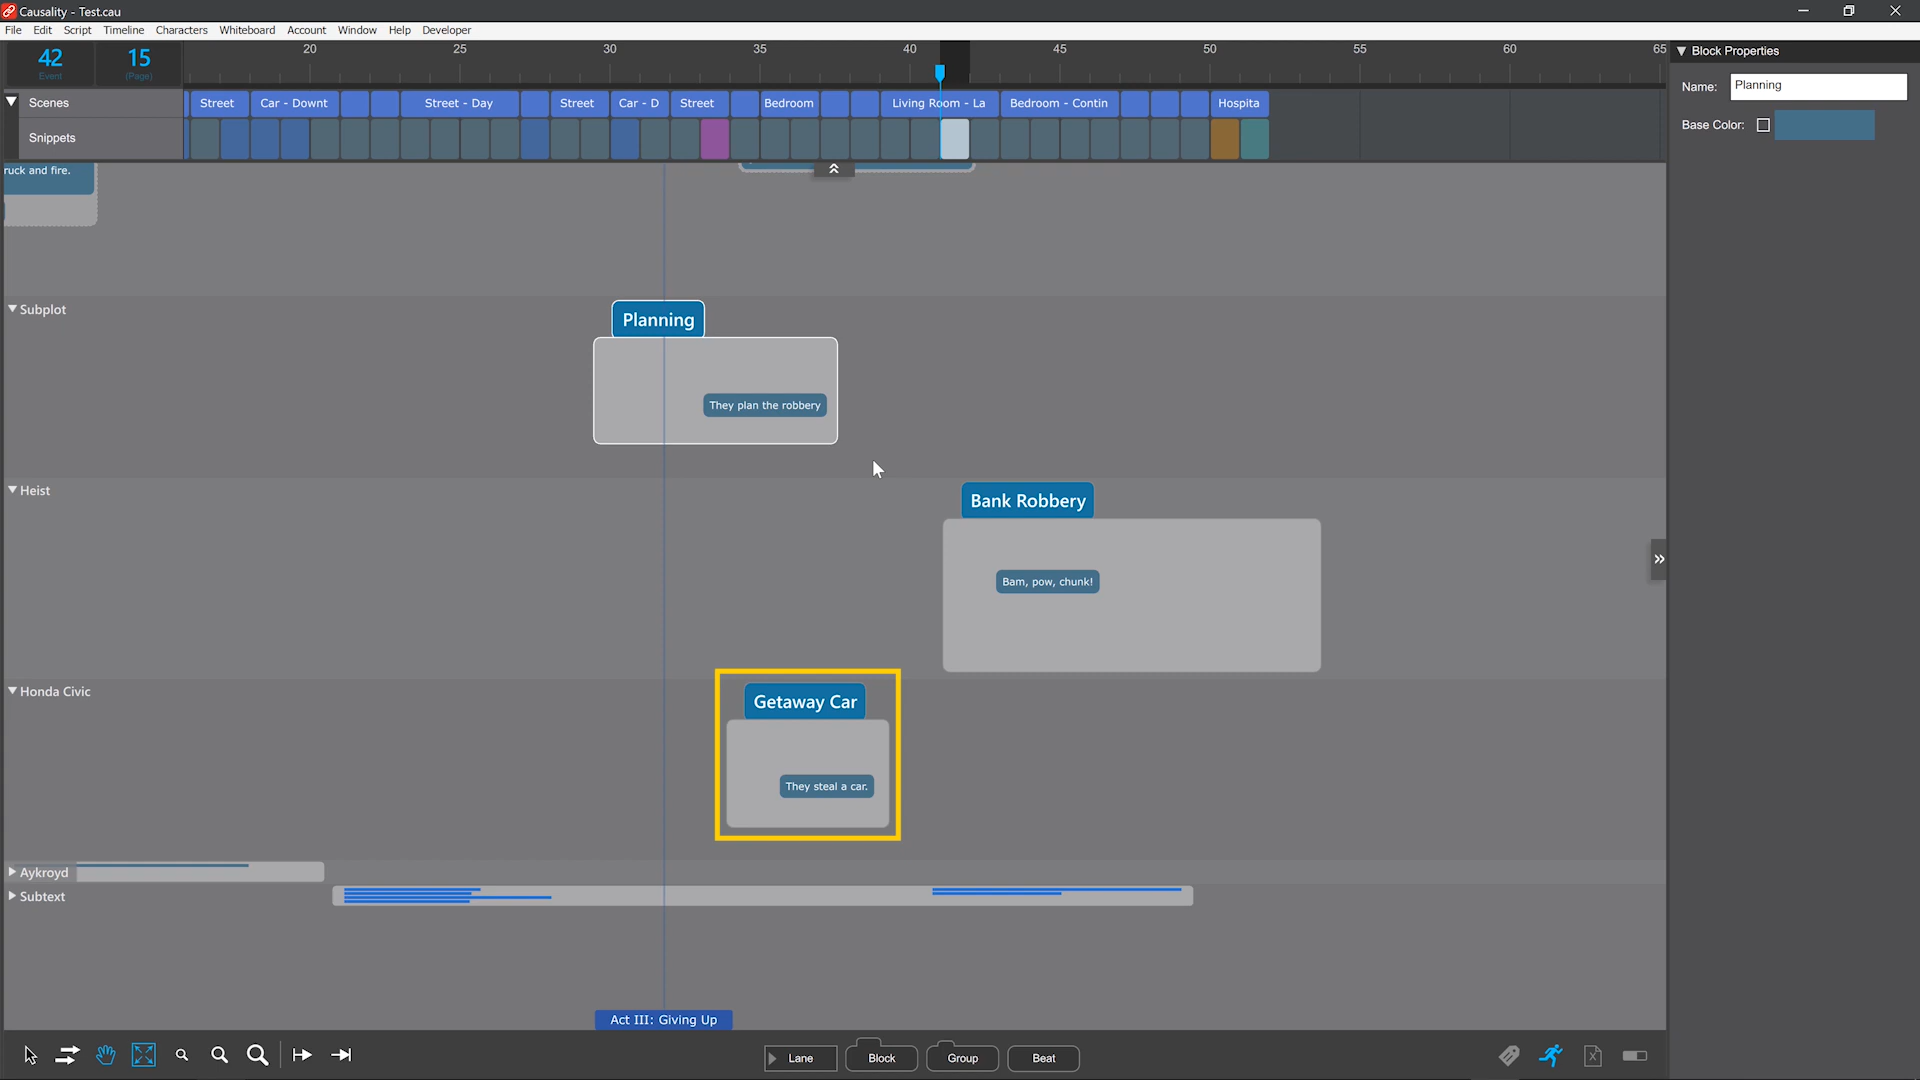 Causality - Test.cau
File Edit Script Timeline Characters Whiteboard Account Window Help Developer
42
Event
15
(Page)
20 25 30 35 40 45 50 55 60 65
Block Properties
Name: Planning
Base Color:
Scenes
Street Car - Downt Street - Day Street Car - D Street Bedroom Living Room - La Bedroom - Contin Hospita
Snippets
ruck and fire.
Subplot
Planning
They plan the robbery
Heist
Bank Robbery
Bam, pow, chunk!
Honda Civic
Getaway Car
They steal a car.
Aykroyd
Subtext
Act III: Giving Up
Lane Block Group Beat